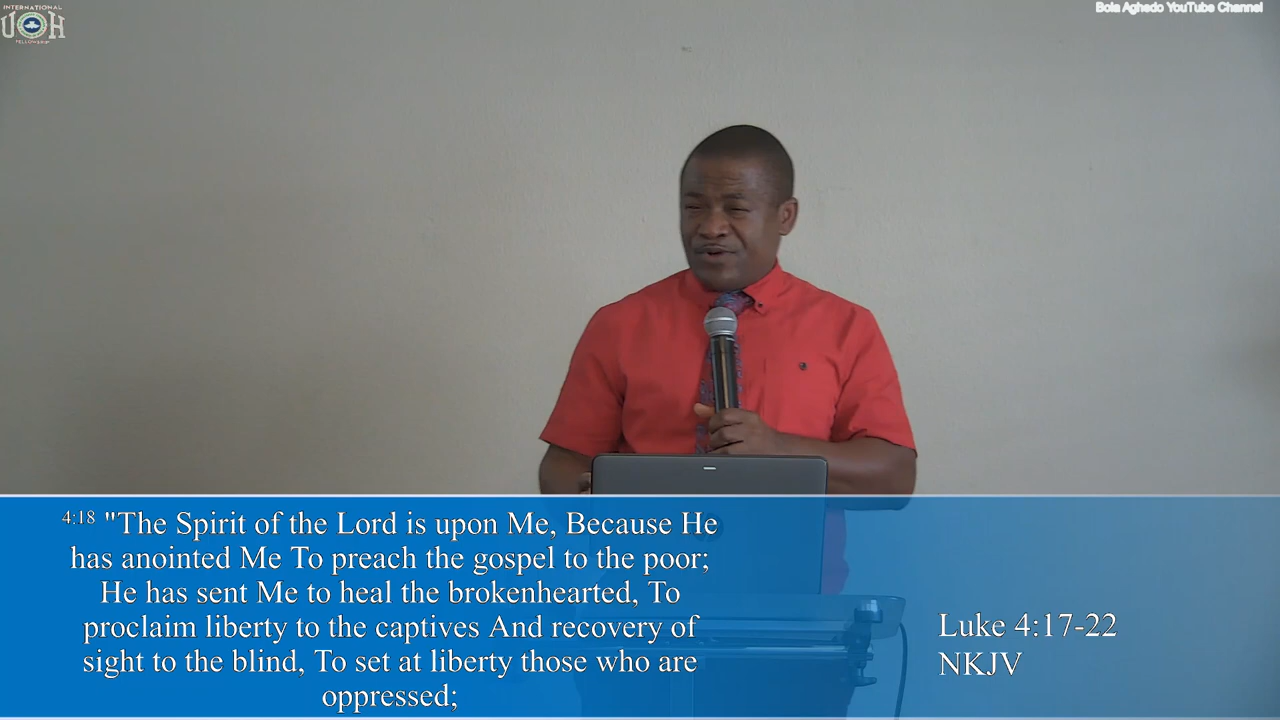 INTERNATIONAL
UOH
FELLOWSHIP
Bola Aghedo YouTube Channel
4:18 "The Spirit of the Lord is upon Me, Because He
has anointed Me To preach the gospel to the poor;
He has sent Me to heal the brokenhearted, To
proclaim liberty to the captives And recovery of
sight to the blind, To set at liberty those who are
oppressed;
Luke 4:17-22
NKJV